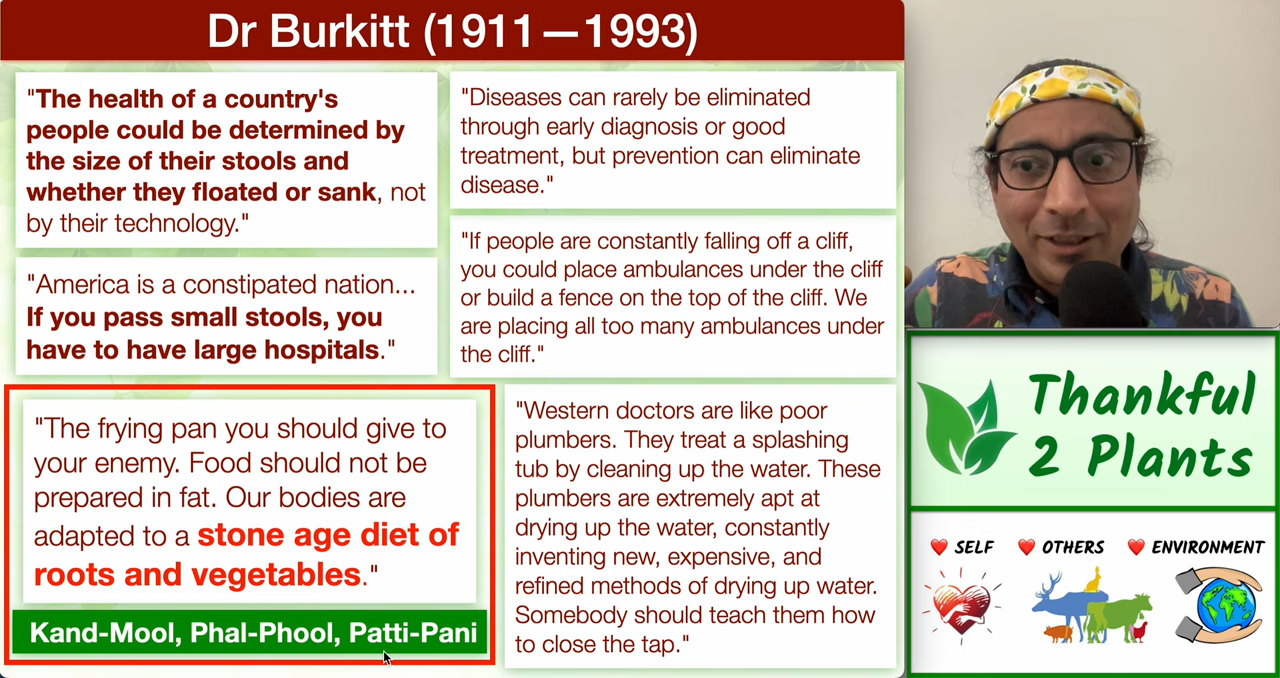 Dr Burkitt (1911—1993)
"The health of a country's
people could be determined by
the size of their stools and
whether they floated or sank, not
by their technology."
"America is a constipated nation...
If you pass small stools, you
have to have large hospitals."
"The frying pan you should give to
your enemy. Food should not be
prepared in fat. Our bodies are
adapted to a stone age diet of
roots and vegetables."
Kand-Mool, Phal-Phool, Patti-Pani
"Diseases can rarely be eliminated
through early diagnosis or good
treatment, but prevention can eliminate
disease."
"If people are constantly falling off a cliff,
you could place ambulances under the cliff
or build a fence on the top of the cliff. We
are placing all too many ambulances under
the cliff."
"Western doctors are like poor
plumbers. They treat a splashing
tub by cleaning up the water. These
plumbers are extremely apt at
drying up the water, constantly
inventing new, expensive, and
refined methods of drying up water.
Somebody should teach them how
to close the tap."
Thankful
2 Plants
SELF
OTHERS
ENVIRONMENT